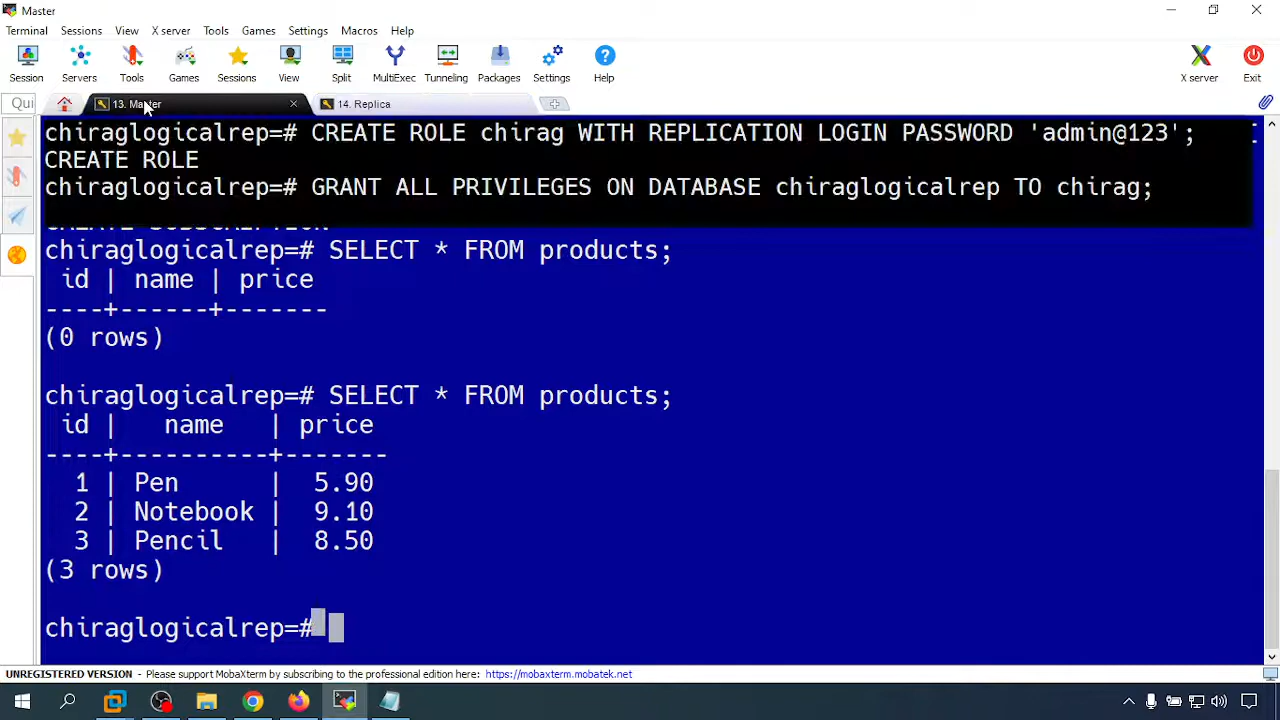 Master
Terminal Sessions View X server Tools Games Settings Macros Help
Session Servers Tools Games Sessions View Split MultiExec Tunneling Packages Settings Help X server Exit
Qui 13. Master 14. Replica
chiraglogicalrep=# CREATE ROLE chirag WITH REPLICATION LOGIN PASSWORD 'admin@123';
CREATE ROLE
chiraglogicalrep=# GRANT ALL PRIVILEGES ON DATABASE chiraglogicalrep TO chirag;
CREATE SUBSCRIPTION
chiraglogicalrep=# SELECT * FROM products;
id | name | price
----+------+-------
(0 rows)
chiraglogicalrep=# SELECT * FROM products;
id | name | price
----+----------+-------
1 | Pen | 5.90
2 | Notebook | 9.10
3 | Pencil | 8.50
(3 rows)
chiraglogicalrep=#
UNREGISTERED VERSION - Please support MobaXterm by subscribing to the professional edition here: https://mobaxterm.mobatek.net